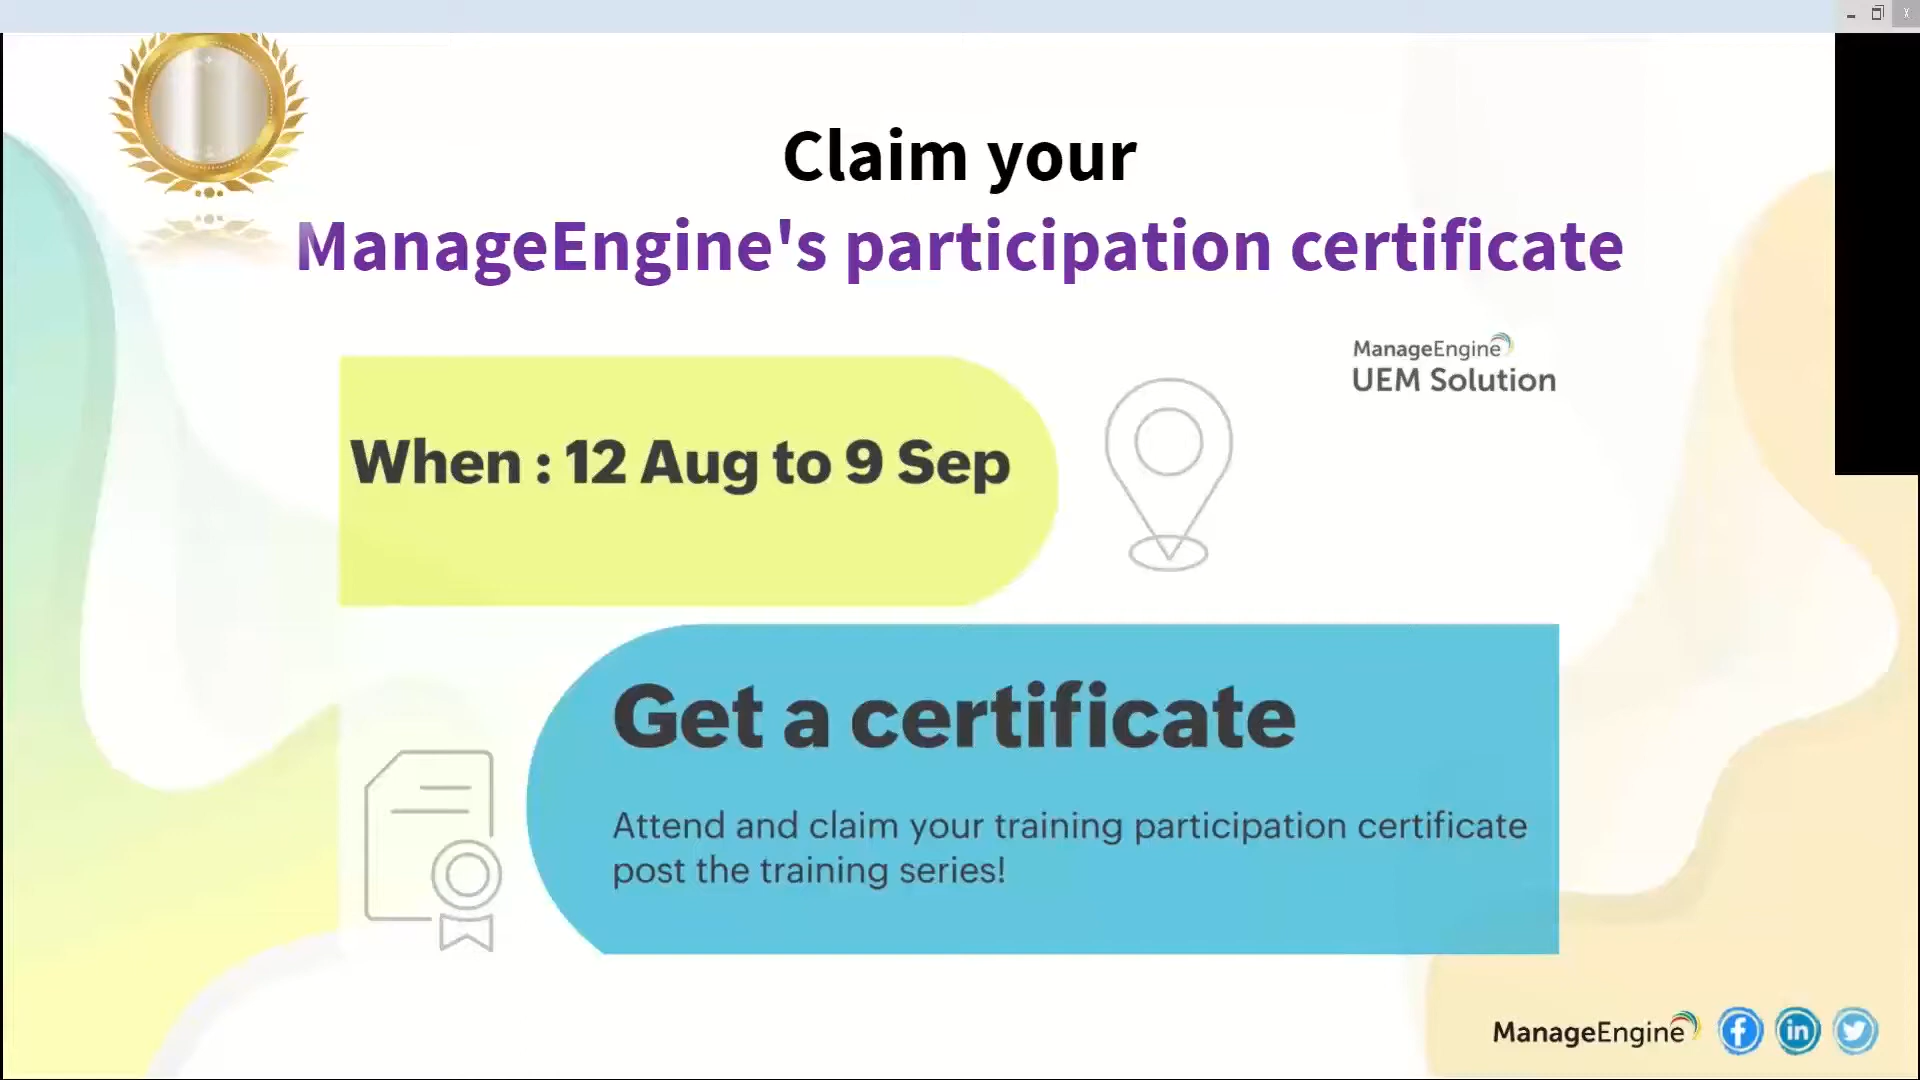 Claim your
ManageEngine's participation certificate
ManageEngine
UEM Solution
When : 12 Aug to 9 Sep
Get a certificate
Attend and claim your training participation certificate
post the training series!
ManageEngine